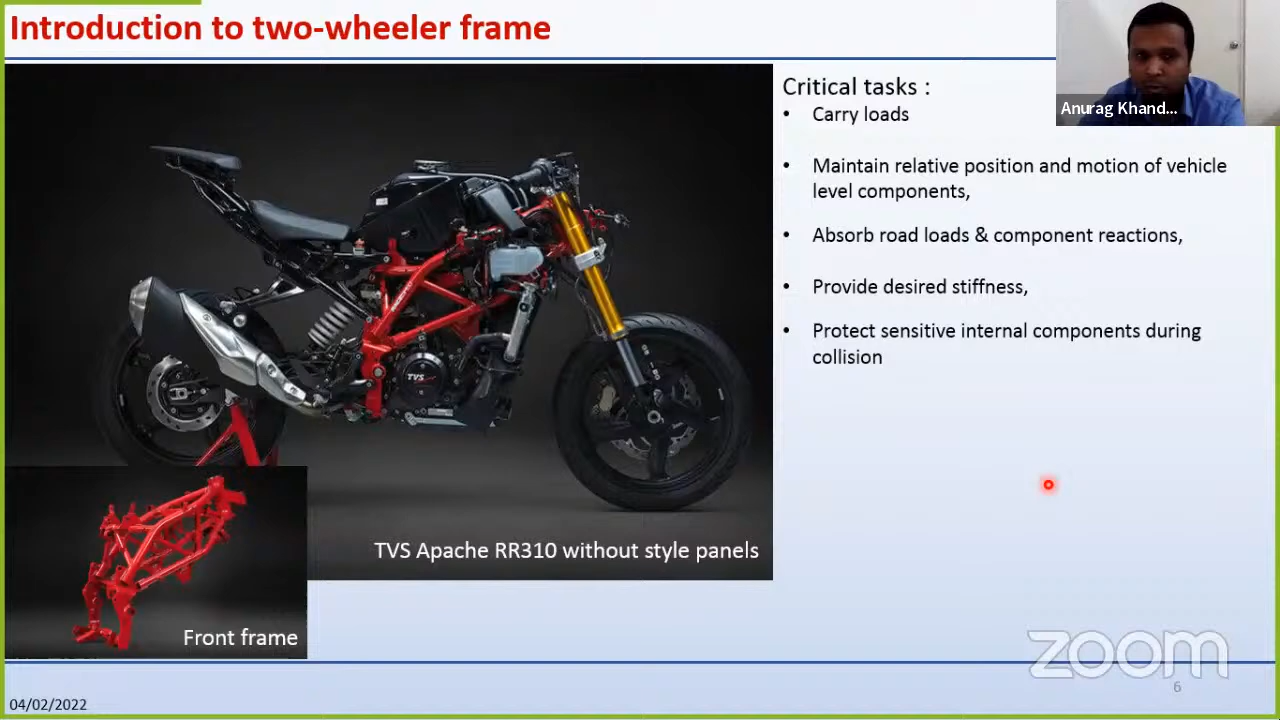 Introduction to two-wheeler frame
Anurag Khand...
Critical tasks :
• Carry loads
• Maintain relative position and motion of vehicle
level components,
• Absorb road loads & component reactions,
• Provide desired stiffness,
• Protect sensitive internal components during
collision
TVS
TVS Apache RR310 without style panels
Front frame
zoom
6
04/02/2022